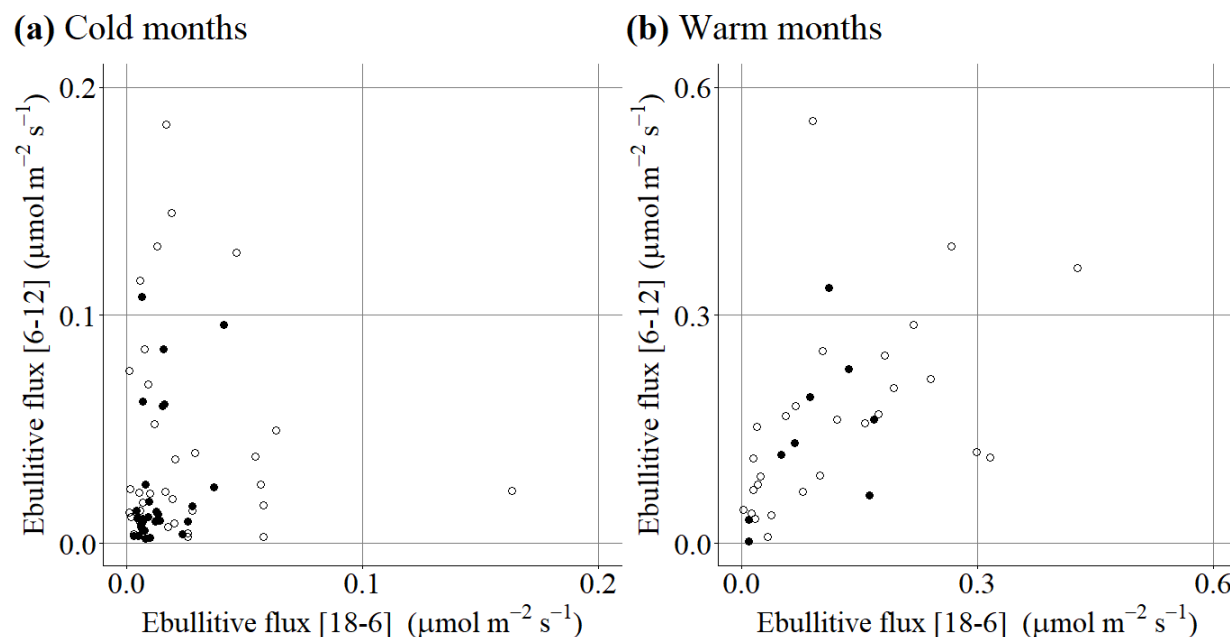 (a) Cold months
0.2
0.1
0.0
Ebullitive flux [6-12] (μmol m⁻² s⁻¹)
0.0 0.1 0.2
Ebullitive flux [18-6] (μmol m⁻² s⁻¹)
(b) Warm months
0.6
0.3
0.0
Ebullitive flux [6-12] (μmol m⁻² s⁻¹)
0.0 0.3 0.6
Ebullitive flux [18-6] (μmol m⁻² s⁻¹)